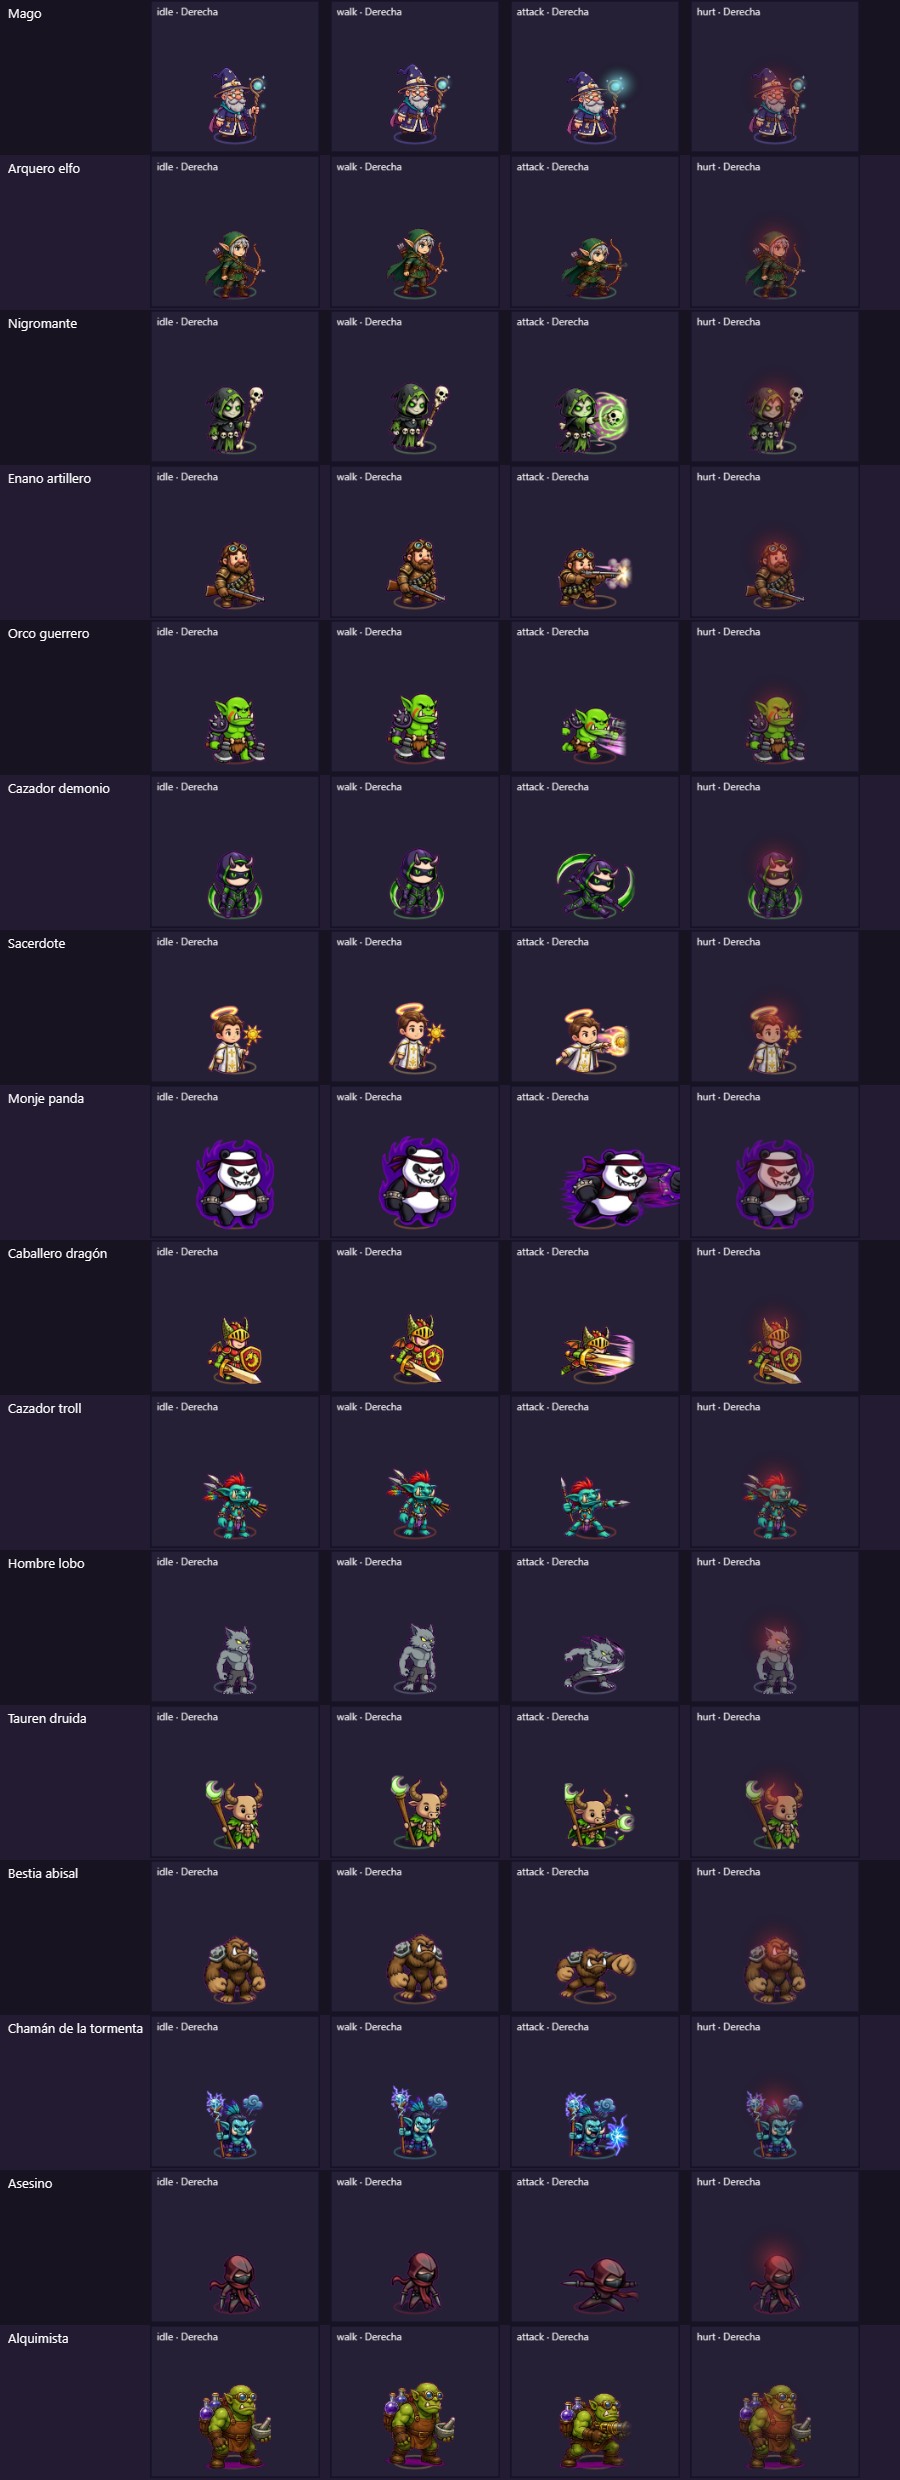 Mago
idle · Derecha
walk · Derecha
attack · Derecha
hurt · Derecha
Arquero elfo
idle · Derecha
walk · Derecha
attack · Derecha
hurt · Derecha
Nigromante
idle · Derecha
walk · Derecha
attack · Derecha
hurt · Derecha
Enano artillero
idle · Derecha
walk · Derecha
attack · Derecha
hurt · Derecha
Orco guerrero
idle · Derecha
walk · Derecha
attack · Derecha
hurt · Derecha
Cazador demonio
idle · Derecha
walk · Derecha
attack · Derecha
hurt · Derecha
Sacerdote
idle · Derecha
walk · Derecha
attack · Derecha
hurt · Derecha
Monje panda
idle · Derecha
walk · Derecha
attack · Derecha
hurt · Derecha
Caballero dragón
idle · Derecha
walk · Derecha
attack · Derecha
hurt · Derecha
Cazador troll
idle · Derecha
walk · Derecha
attack · Derecha
hurt · Derecha
Hombre lobo
idle · Derecha
walk · Derecha
attack · Derecha
hurt · Derecha
Tauren druida
idle · Derecha
walk · Derecha
attack · Derecha
hurt · Derecha
Bestia abisal
idle · Derecha
walk · Derecha
attack · Derecha
hurt · Derecha
Chamán de la tormenta
idle · Derecha
walk · Derecha
attack · Derecha
hurt · Derecha
Asesino
idle · Derecha
walk · Derecha
attack · Derecha
hurt · Derecha
Alquimista
idle · Derecha
walk · Derecha
attack · Derecha
hurt · Derecha